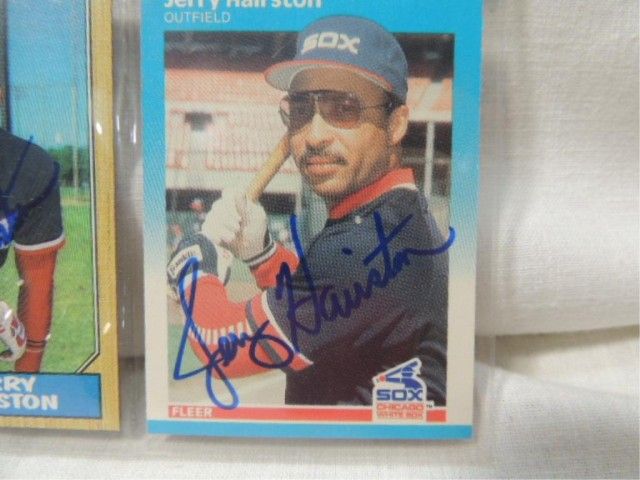 Jerry Hairston
OUTFIELD
SOX
Jerry Hairston
RRY
STON
FLEER
SOX
CHICAGO
WHITE SOX